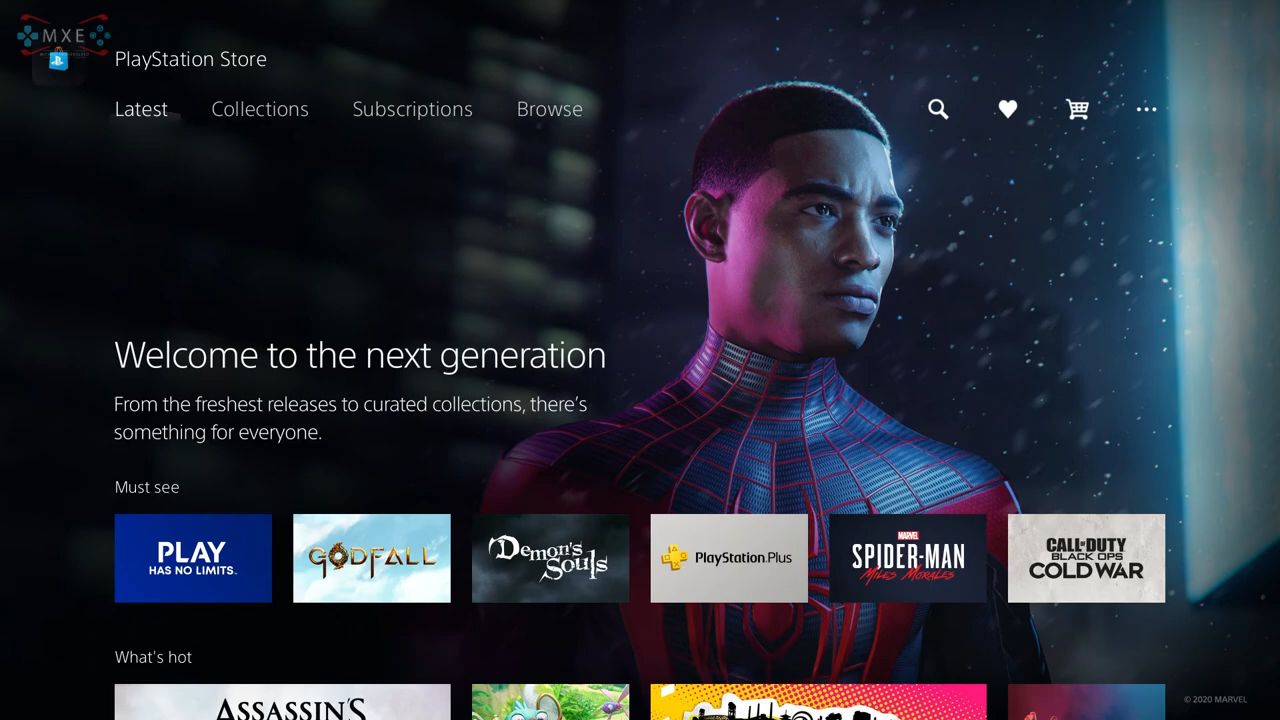 MXE
PlayStation Store
Latest
Collections
Subscriptions
Browse
Welcome to the next generation
From the freshest releases to curated collections, there's
something for everyone.
Must see
PLAY
HAS NO LIMITS.
GODFALL
Demon's
Souls
PlayStation.Plus
MARVEL
SPIDER-MAN
MILES MORALES
CALL OF DUTY
BLACK OPS
COLD WAR
What's hot
ASSASSIN'S
© 2020 MARVEL